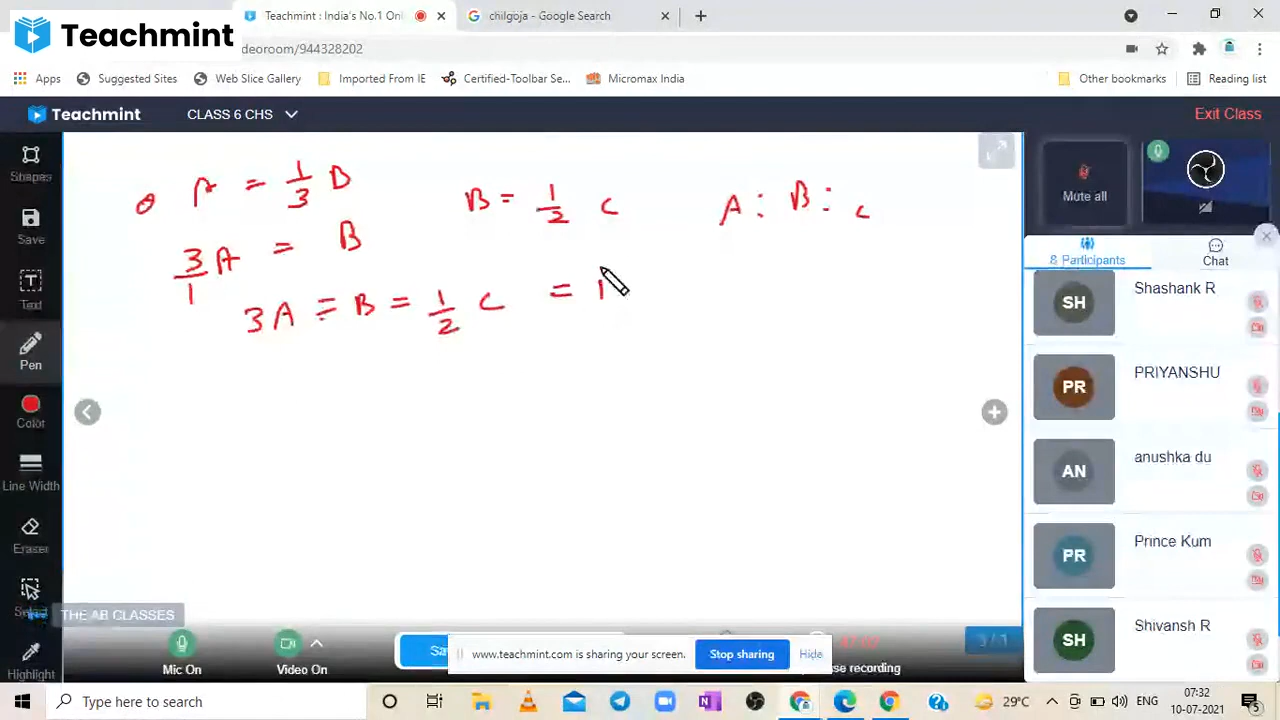 Teachmint : India's No.1 Onl
chilgoja - Google Search
Teachmint
deoroom/944328202
Apps
Suggested Sites
Web Slice Gallery
Imported From IE
Certified-Toolbar Se...
Micromax India
Other bookmarks
Reading list
Teachmint
CLASS 6 CHS
Exit Class
Shapes
Save
Text
Pen
Color
Line Width
Eraser
Select
Highlight
A = 1/3 B
B = 1/2 C
A : B : C
3/1 A = B
3A = B = 1/2 C =
Mute all
8 Participants
Chat
SH
Shashank R
PR
PRIYANSHU
AN
anushka du
PR
Prince Kum
SH
Shivansh R
THE AB CLASSES
Mic On
Video On
www.teachmint.com is sharing your screen.
Stop sharing
Hide
se recording
Type here to search
29°C
ENG
07:32
10-07-2021
5